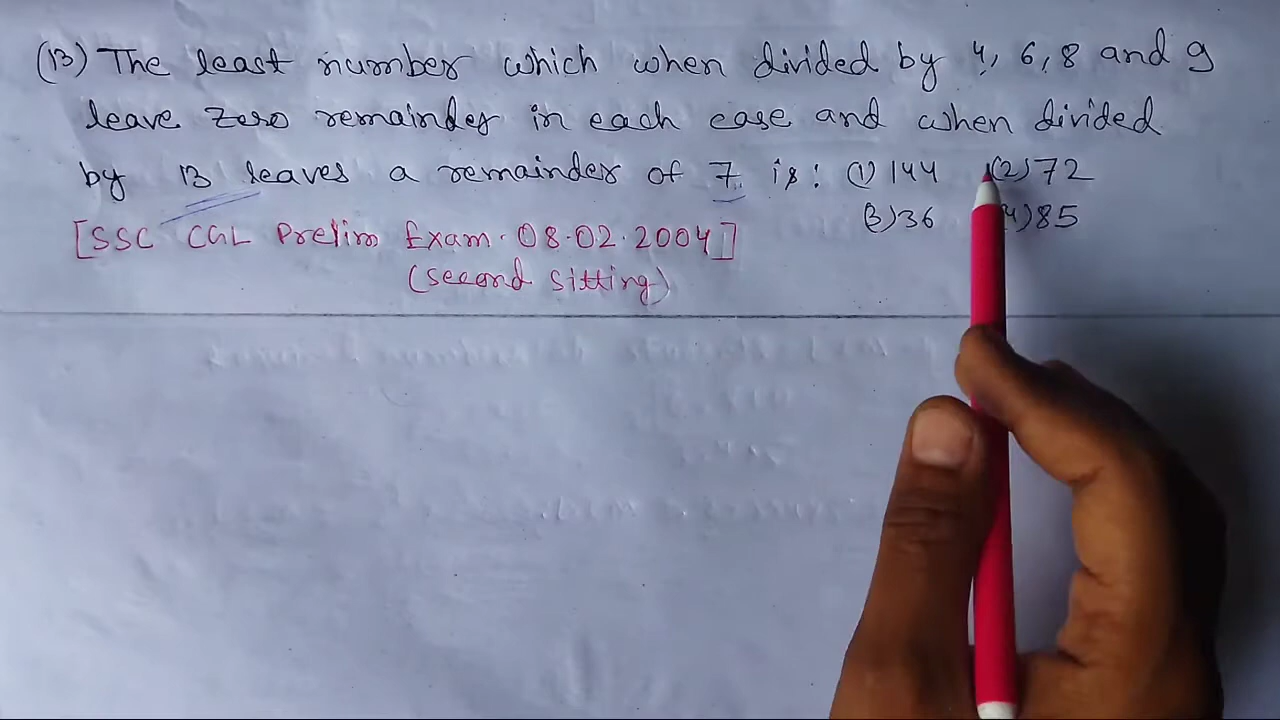 (13) The least number which when divided by 4, 6, 8 and 9
leave zero remainder in each case and when divided
by 13 leaves a remainder of 7 is: (1) 144 (2) 72
(3) 36 (4) 85
[SSC CGL Prelim Exam. 08.02.2004]
(second sitting)